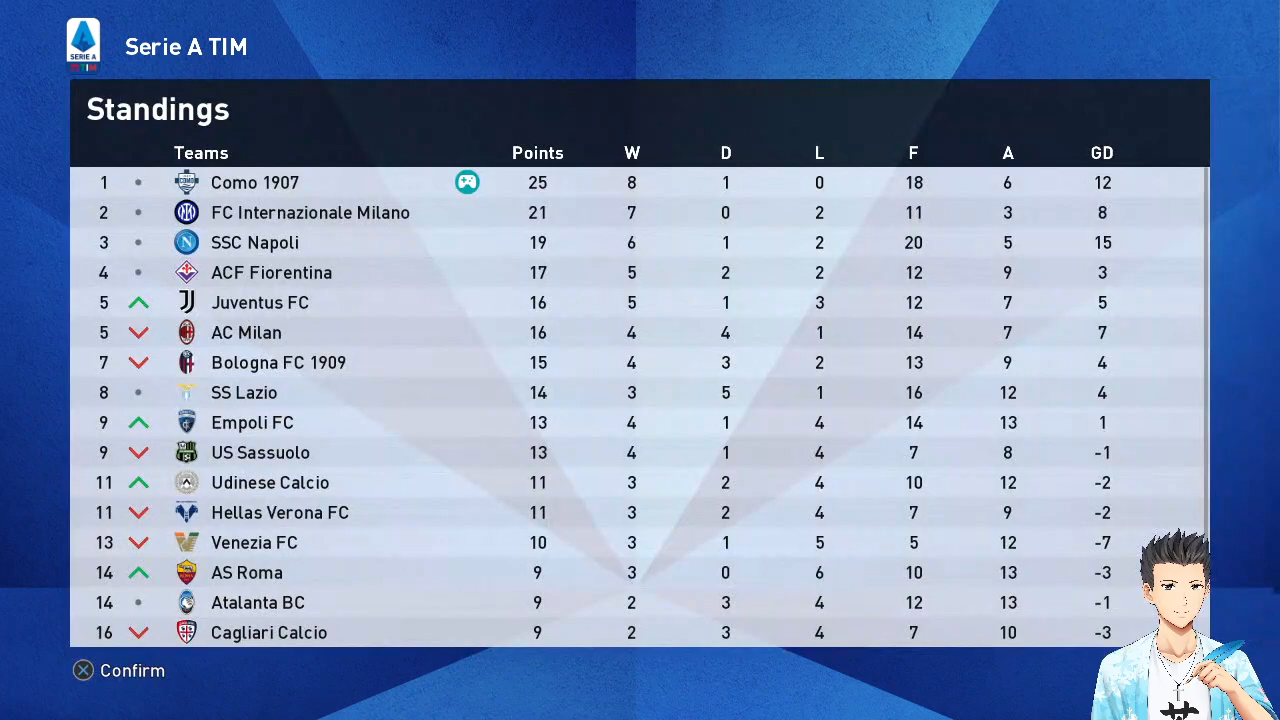 SERIE A
TIM
Serie A TIM
Standings
Teams Points W D L F A GD
1 Como 1907 25 8 1 0 18 6 12
2 FC Internazionale Milano 21 7 0 2 11 3 8
3 SSC Napoli 19 6 1 2 20 5 15
4 ACF Fiorentina 17 5 2 2 12 9 3
5 Juventus FC 16 5 1 3 12 7 5
5 AC Milan 16 4 4 1 14 7 7
7 Bologna FC 1909 15 4 3 2 13 9 4
8 SS Lazio 14 3 5 1 16 12 4
9 Empoli FC 13 4 1 4 14 13 1
9 US Sassuolo 13 4 1 4 7 8 -1
11 Udinese Calcio 11 3 2 4 10 12 -2
11 Hellas Verona FC 11 3 2 4 7 9 -2
13 Venezia FC 10 3 1 5 5 12 -7
14 AS Roma 9 3 0 6 10 13 -3
14 Atalanta BC 9 2 3 4 12 13 -1
16 Cagliari Calcio 9 2 3 4 7 10 -3
Confirm